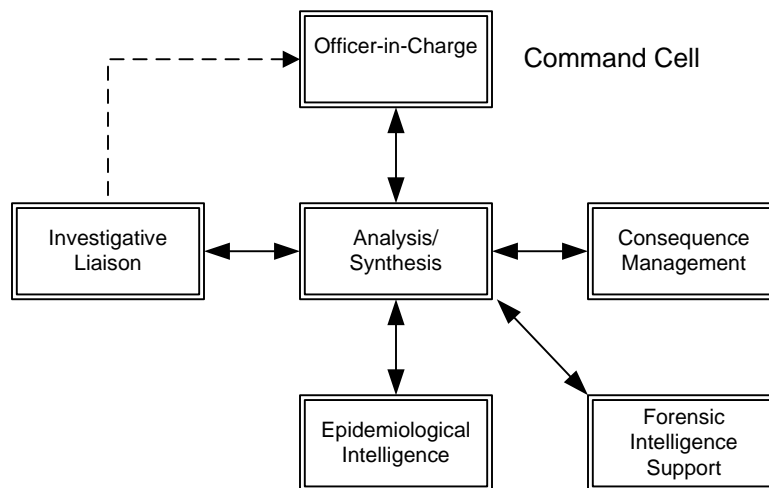 Officer-in-Charge
Command Cell
Investigative
Liaison
Analysis/
Synthesis
Consequence
Management
Epidemiological
Intelligence
Forensic
Intelligence
Support